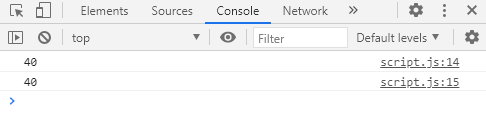 Elements Sources Console Network »
top ▼ Filter Default levels ▼
40 script.js:14
40 script.js:15
>